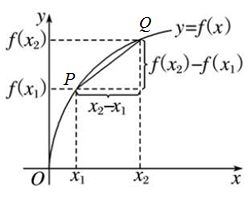 y
Q
y=f(x)
f(x₂)
f(x₂)−f(x₁)
P
f(x₁)
x₂−x₁
O
x₁
x₂
x